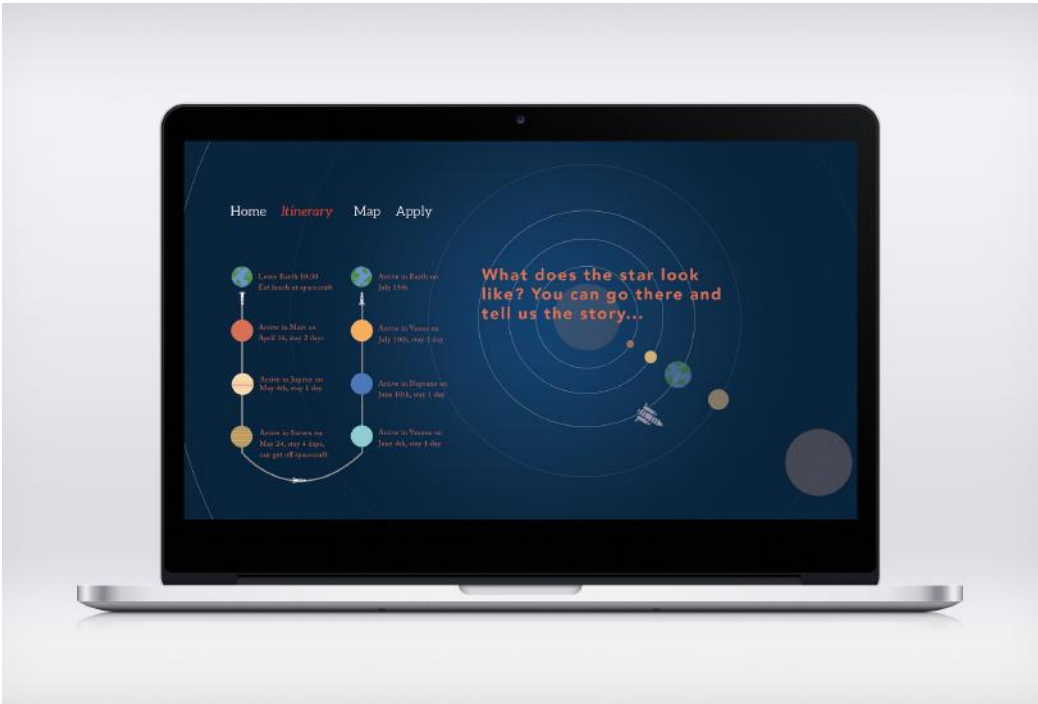 Home Itinerary Map Apply
What does the star look
like? You can go there and
tell us the story...
Leave Earth 10:30
Eat lunch at spacecraft
Arrive in Mars on
April 16, stay 2 days
Arrive in Jupiter on
May 4th, stay 1 day
Arrive in Saturn on
May 24, stay 4 days,
can get off spacecraft
Arrive in Earth on
July 19th
Arrive in Venus on
July 10th, stay 1 day
Arrive in Neptune on
June 10th, stay 1 day
Arrive in on
June 4th, stay 1 day